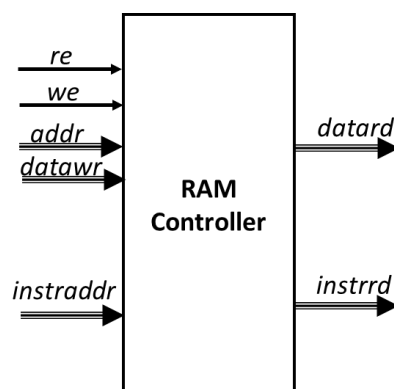 re
we
addr
datard
datawr
RAM
Controller
instraddr
instrrd